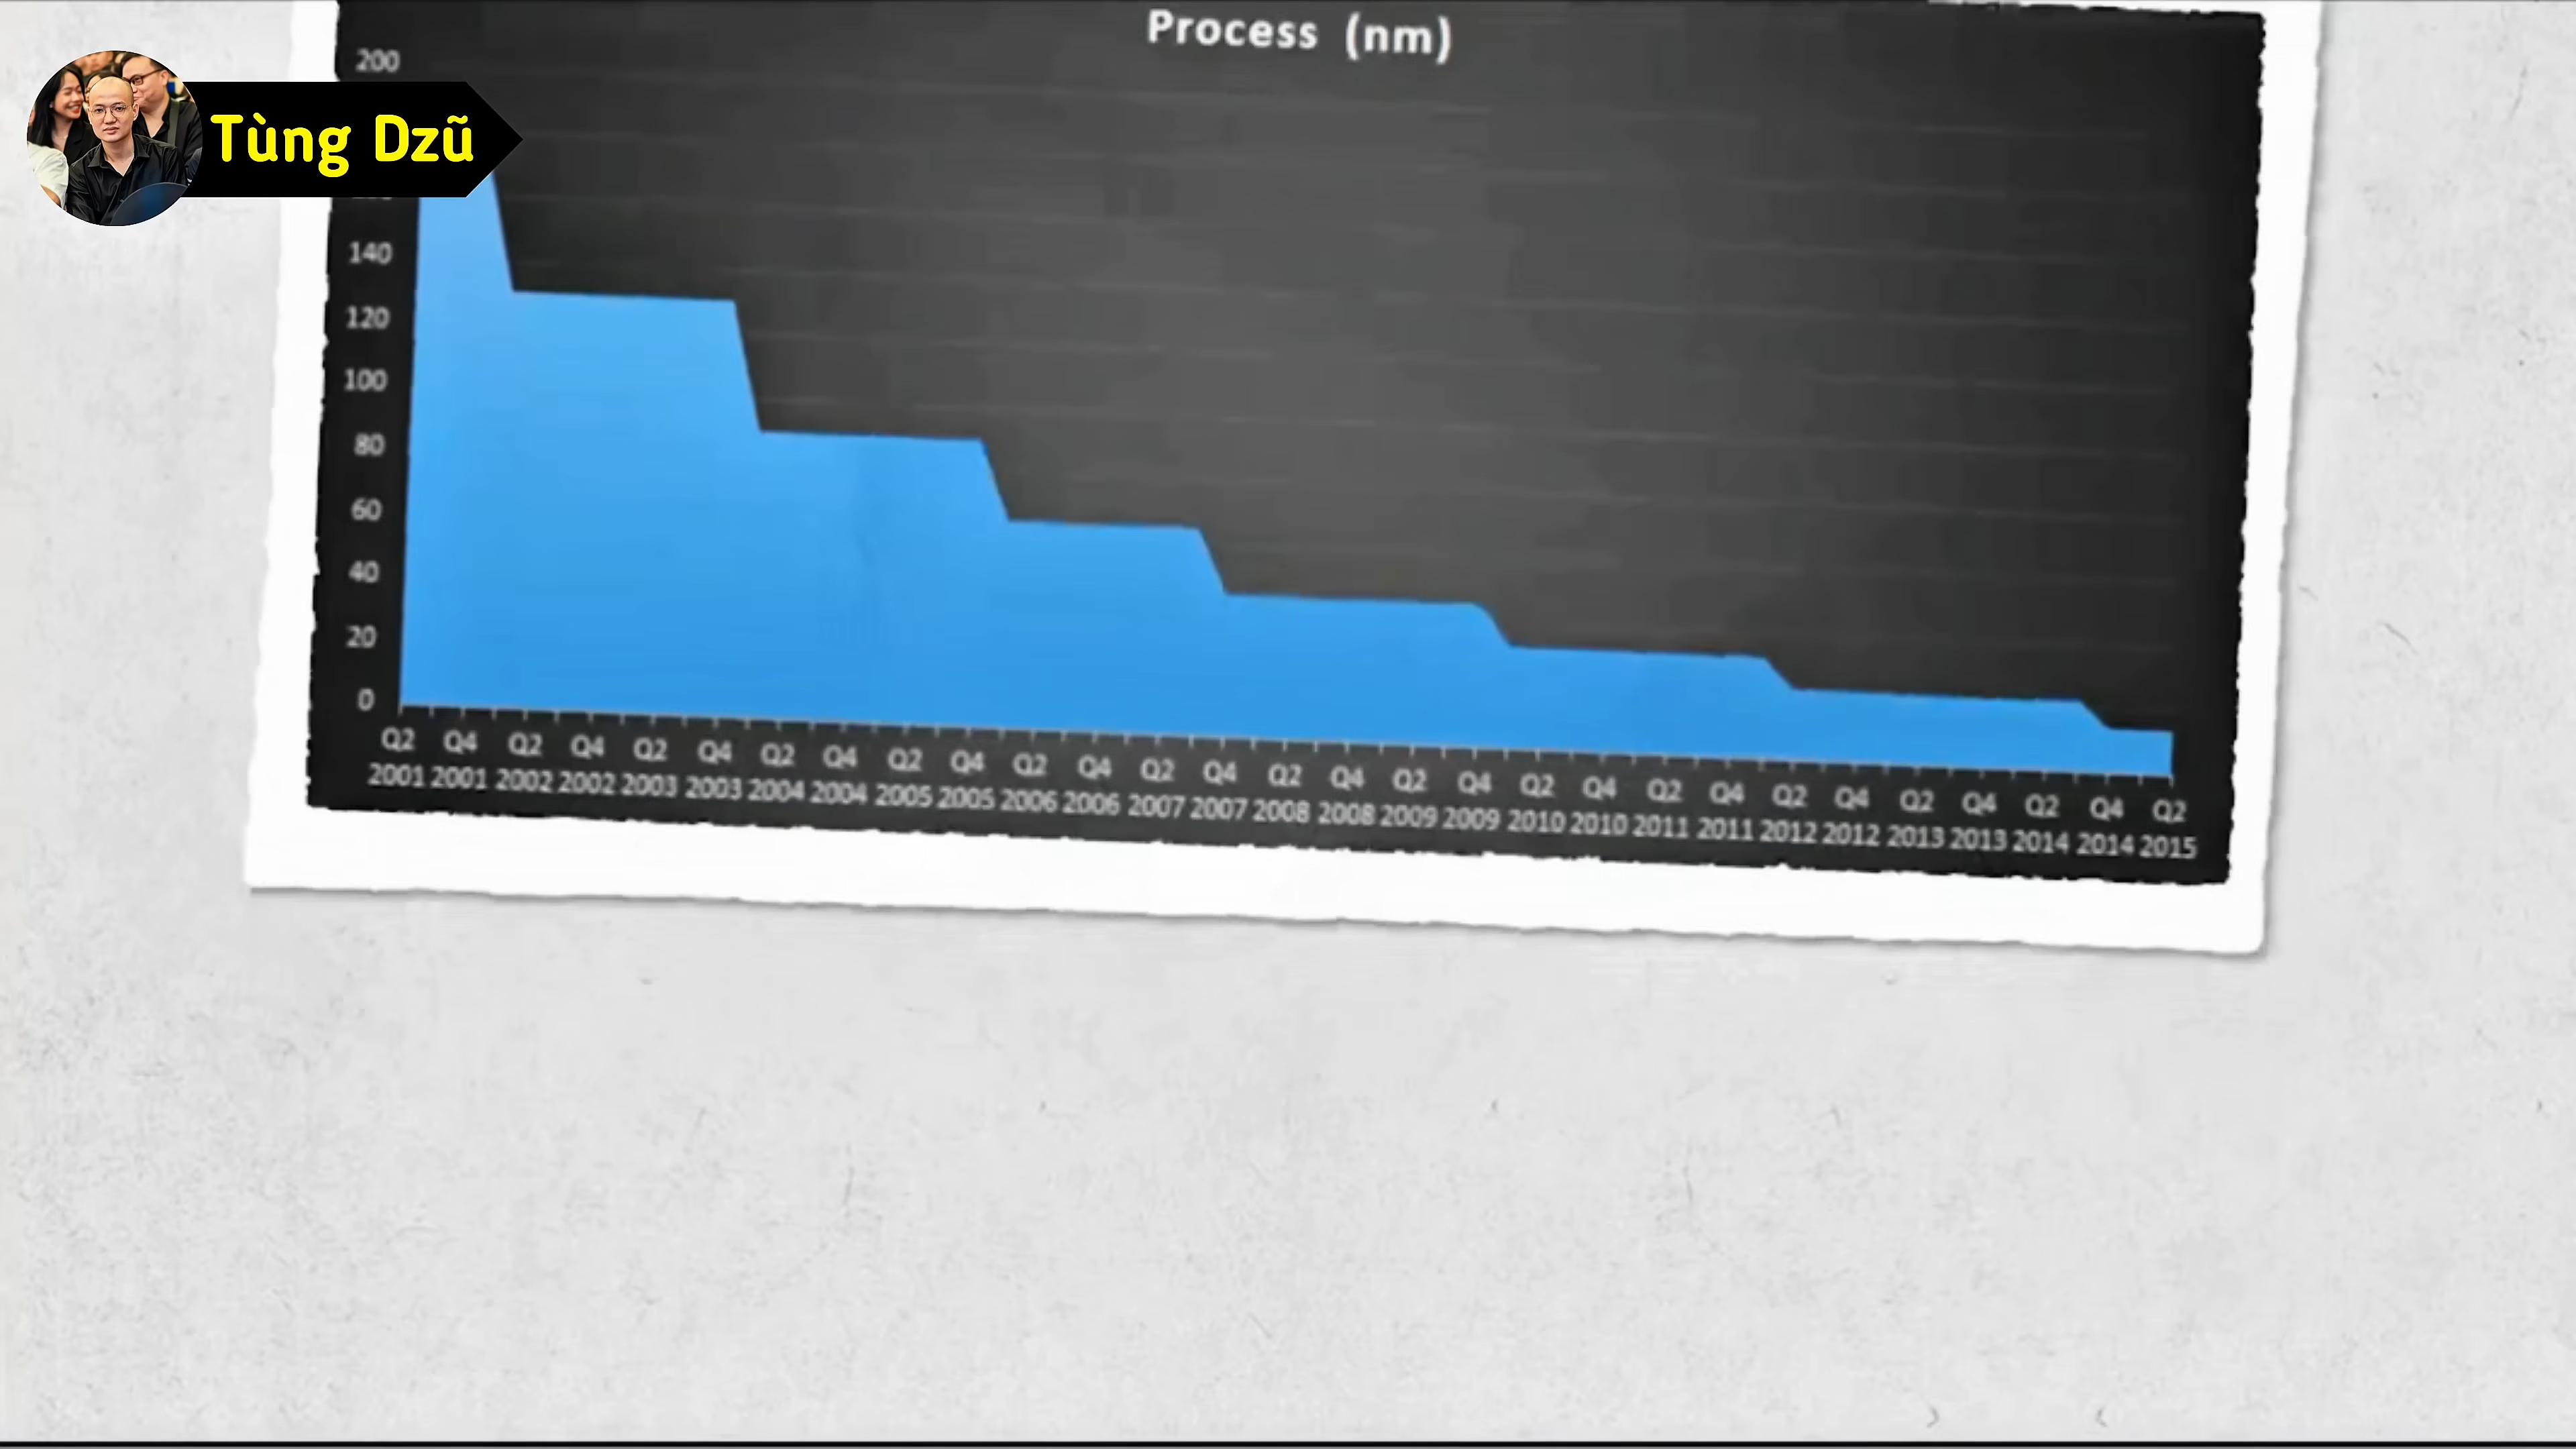 Process (nm)
Tùng Dzũ
200
140
120
100
80
60
40
20
0
Q2 Q4 Q2 Q4 Q2 Q4 Q2 Q4 Q2 Q4 Q2 Q4 Q2 Q4 Q2 Q4 Q2 Q4 Q2 Q4 Q2 Q4 Q2 Q4 Q2 Q4 Q2 Q4 Q2
2001 2001 2002 2002 2003 2003 2004 2004 2005 2005 2006 2006 2007 2007 2008 2008 2009 2009 2010 2010 2011 2011 2012 2012 2013 2013 2014 2014 2015